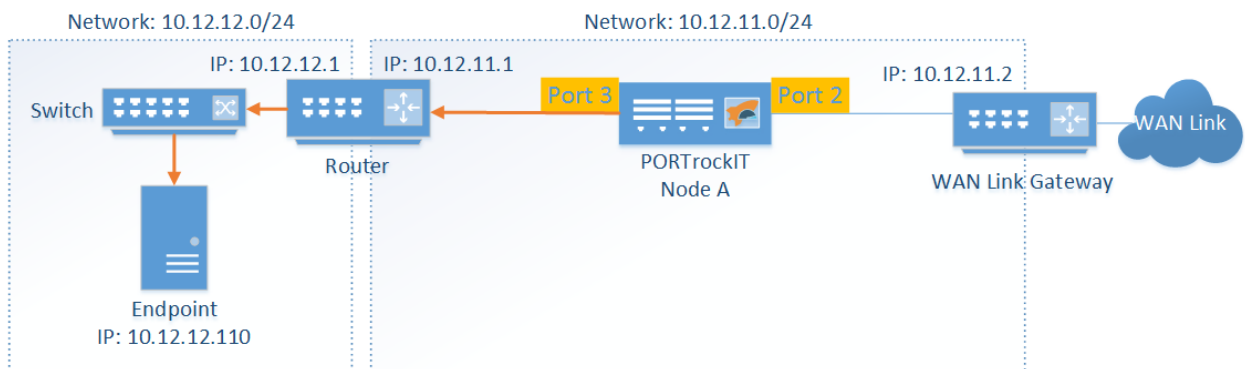 Network: 10.12.12.0/24
Network: 10.12.11.0/24
IP: 10.12.12.1
IP: 10.12.11.1
IP: 10.12.11.2
Port 3
Port 2
Switch
WAN Link
Router
PORTrockIT
Node A
WAN Link Gateway
Endpoint
IP: 10.12.12.110